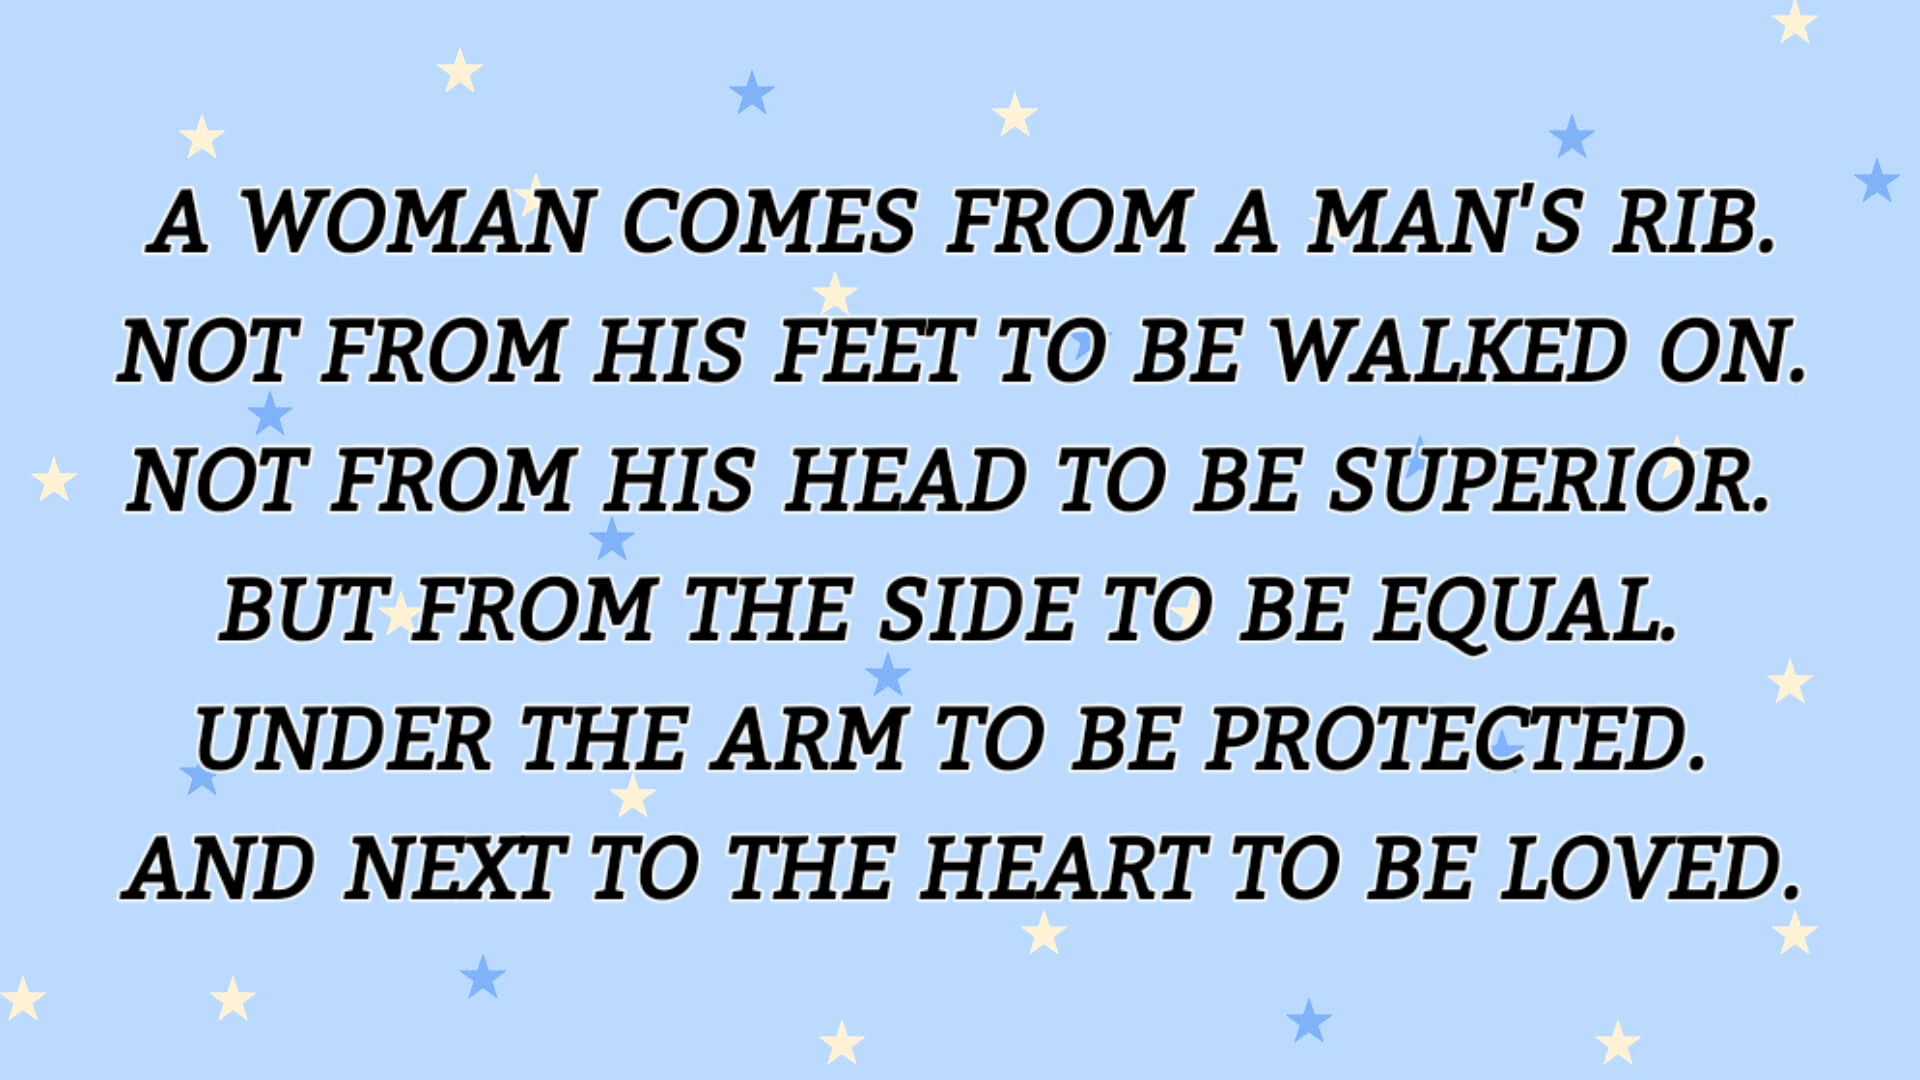 A WOMAN COMES FROM A MAN'S RIB.
NOT FROM HIS FEET TO BE WALKED ON.
NOT FROM HIS HEAD TO BE SUPERIOR.
BUT FROM THE SIDE TO BE EQUAL.
UNDER THE ARM TO BE PROTECTED.
AND NEXT TO THE HEART TO BE LOVED.